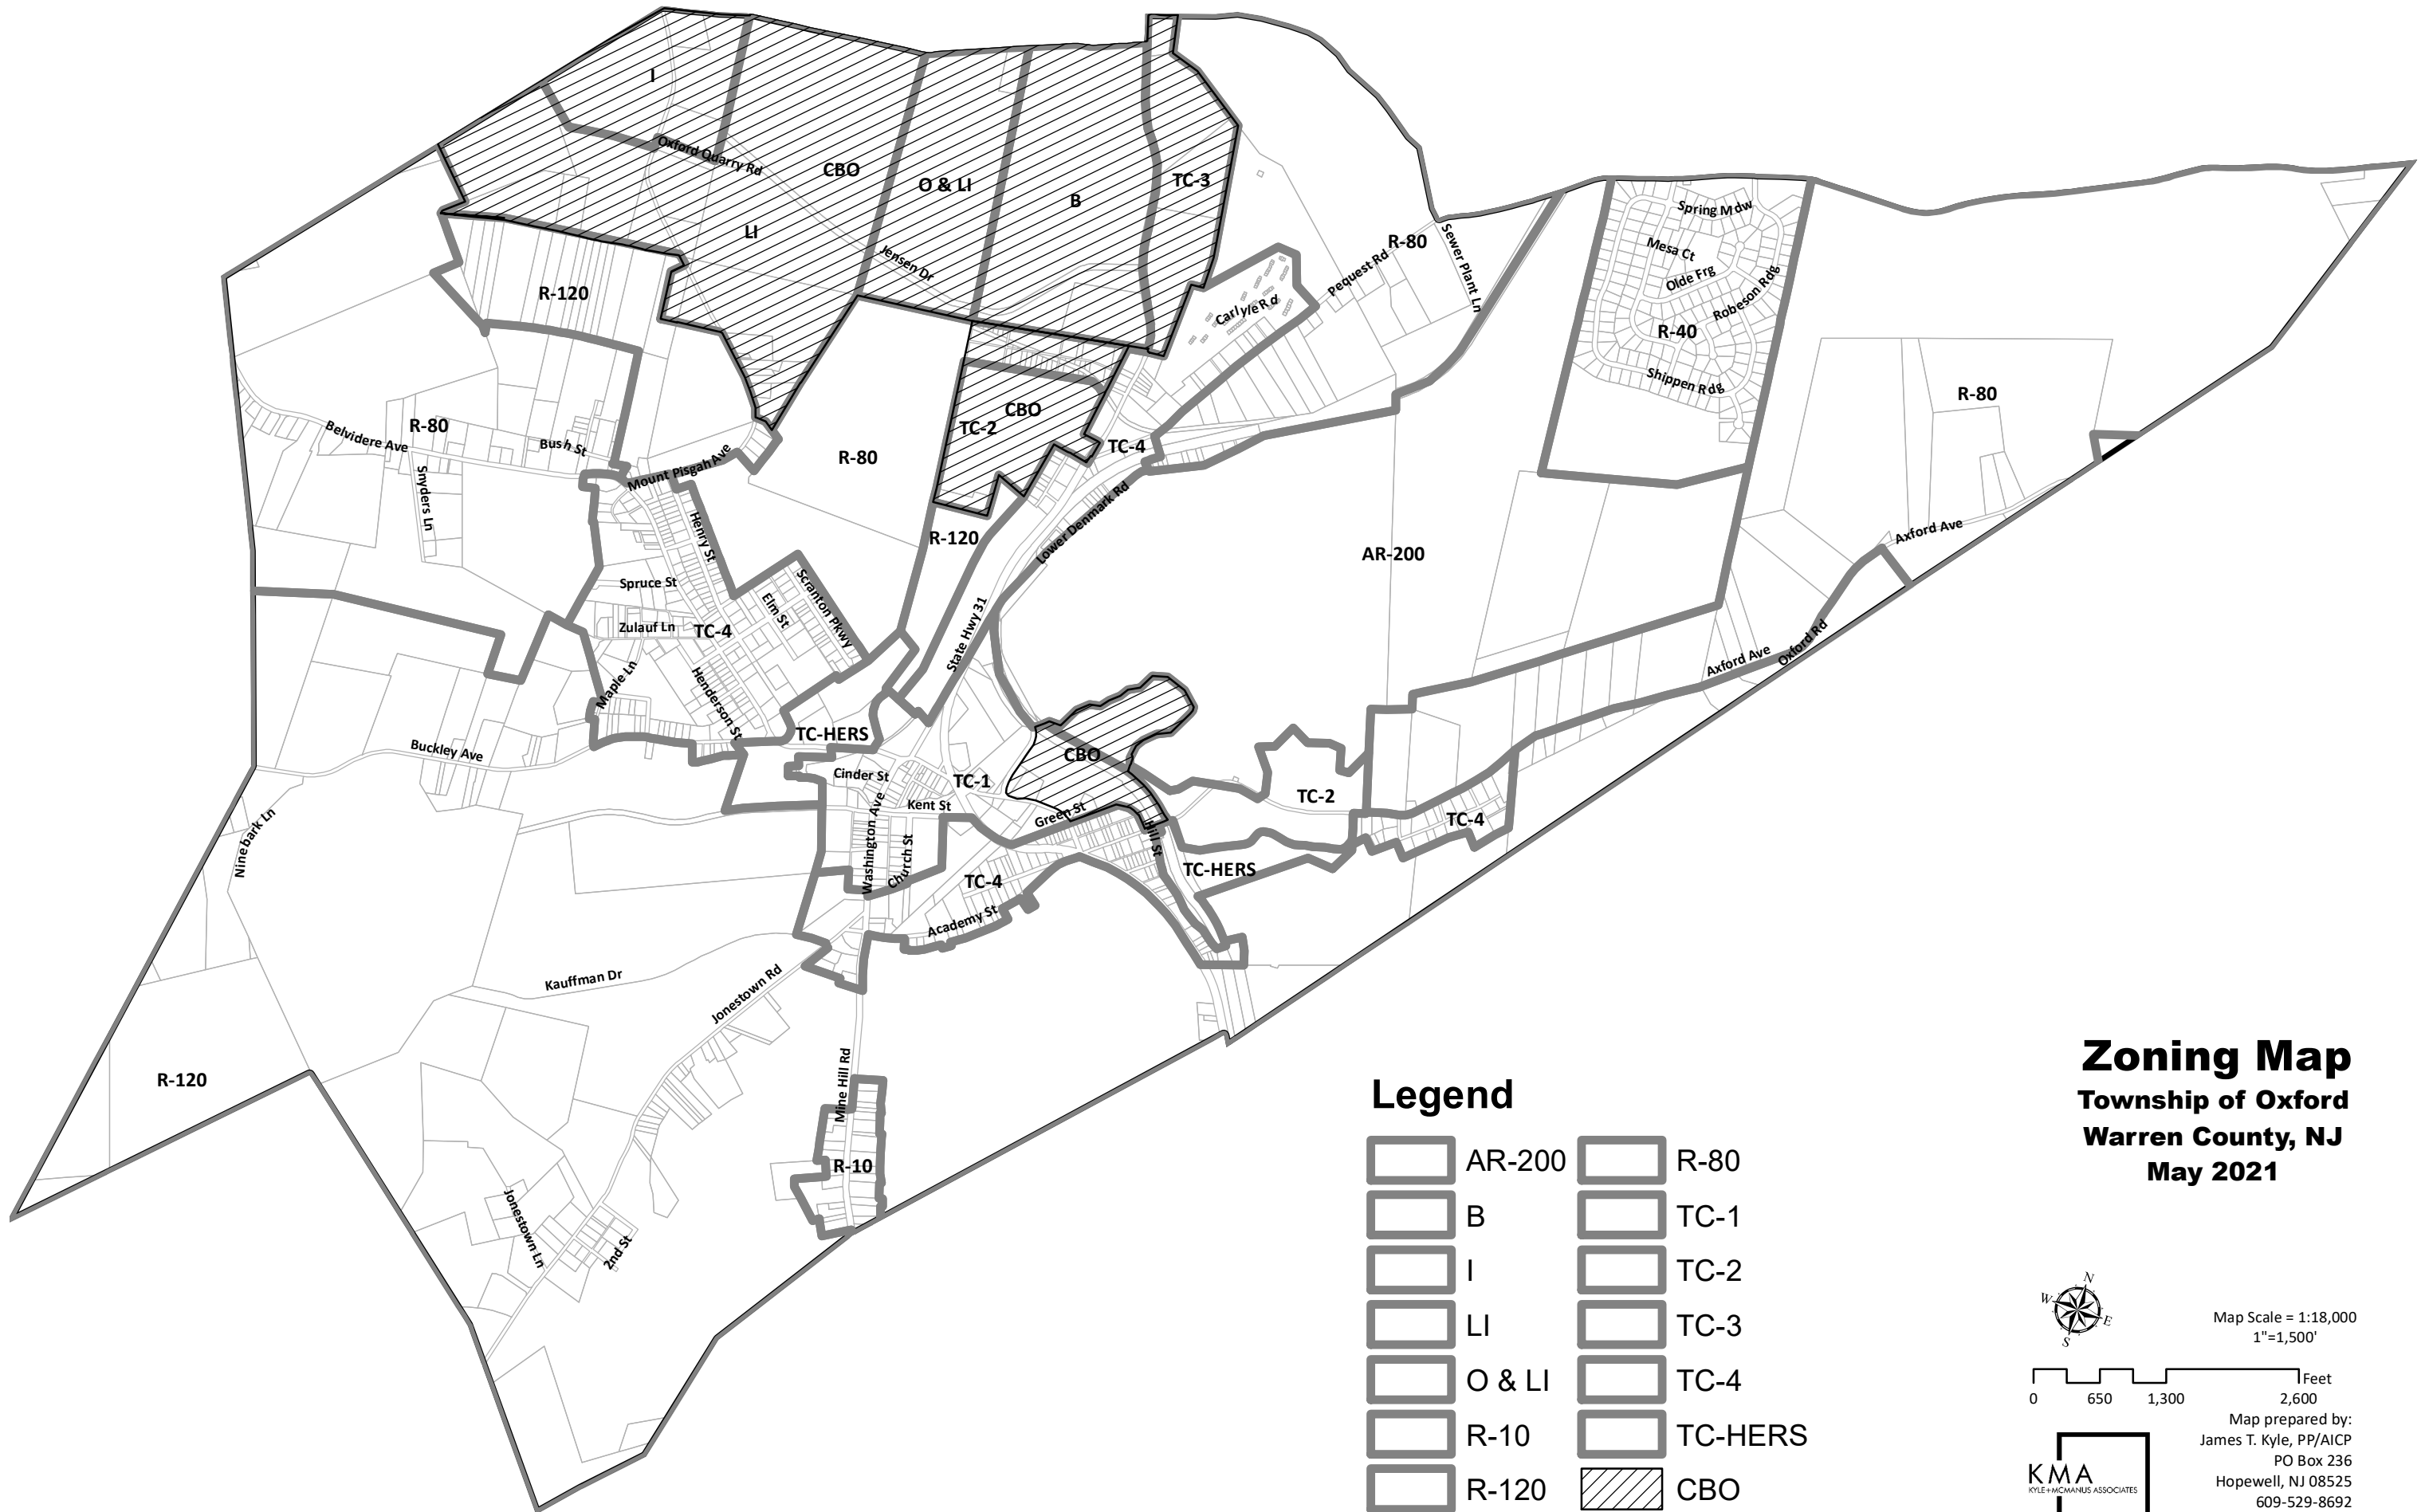 I
Oxford Quarry Rd
CBO
O & LI
TC-3
B
LI
Spring Mdw
Mesa Ct
Olde Frg
Robeson Rdg
R-40
Shippen Rdg
Jensen Dr
R-80
Sewer Plant Ln
Pequest Rd
Carlyle Rd
R-120
R-80
R-80
Belvidere Ave
Bush St
Snyders Ln
Mount Pisgah Ave
R-80
CBO
TC-2
TC-4
R-120
Lower Denmark Rd
AR-200
Axford Ave
Henry St
Spruce St
Elm St
Scranton Pkwy
Zulauf Ln
TC-4
State Hwy 31
Oxford Rd
Axford Ave
Maple Ln
Henderson St
TC-HERS
Buckley Ave
CBO
Cinder St
TC-1
TC-2
Kent St
Green St
TC-4
Washington Ave
Church St
Hill St
TC-HERS
Ninebark Ln
TC-4
Academy St
Kauffman Dr
Jonestown Rd
R-120
Mine Hill Rd
R-10
Jonestown Ln
2nd St
Zoning Map
Township of Oxford
Warren County, NJ
May 2021
Legend
AR-200
B
I
LI
O & LI
R-10
R-120
R-80
TC-1
TC-2
TC-3
TC-4
TC-HERS
CBO
N
W
E
S
Map Scale = 1:18,000
1"=1,500'
Feet
0 650 1,300 2,600
Map prepared by:
James T. Kyle, PP/AICP
PO Box 236
Hopewell, NJ 08525
609-529-8692
KMA
KYLE+MCMANUS ASSOCIATES